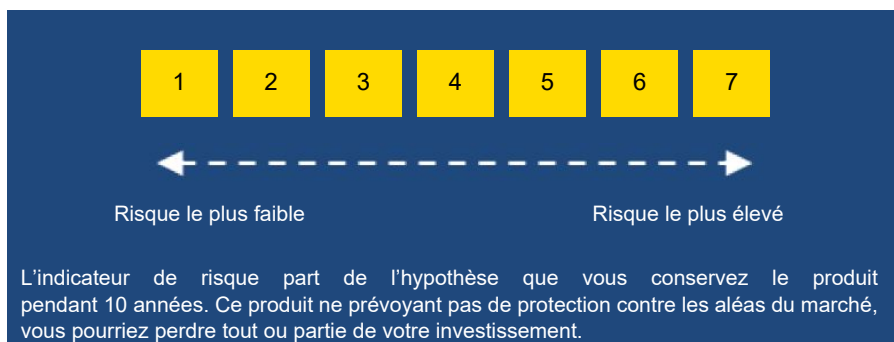 1 2 3 4 5 6 7
Risque le plus faible Risque le plus élevé
L’indicateur de risque part de l’hypothèse que vous conservez le produit
pendant 10 années. Ce produit ne prévoyant pas de protection contre les aléas du marché,
vous pourriez perdre tout ou partie de votre investissement.